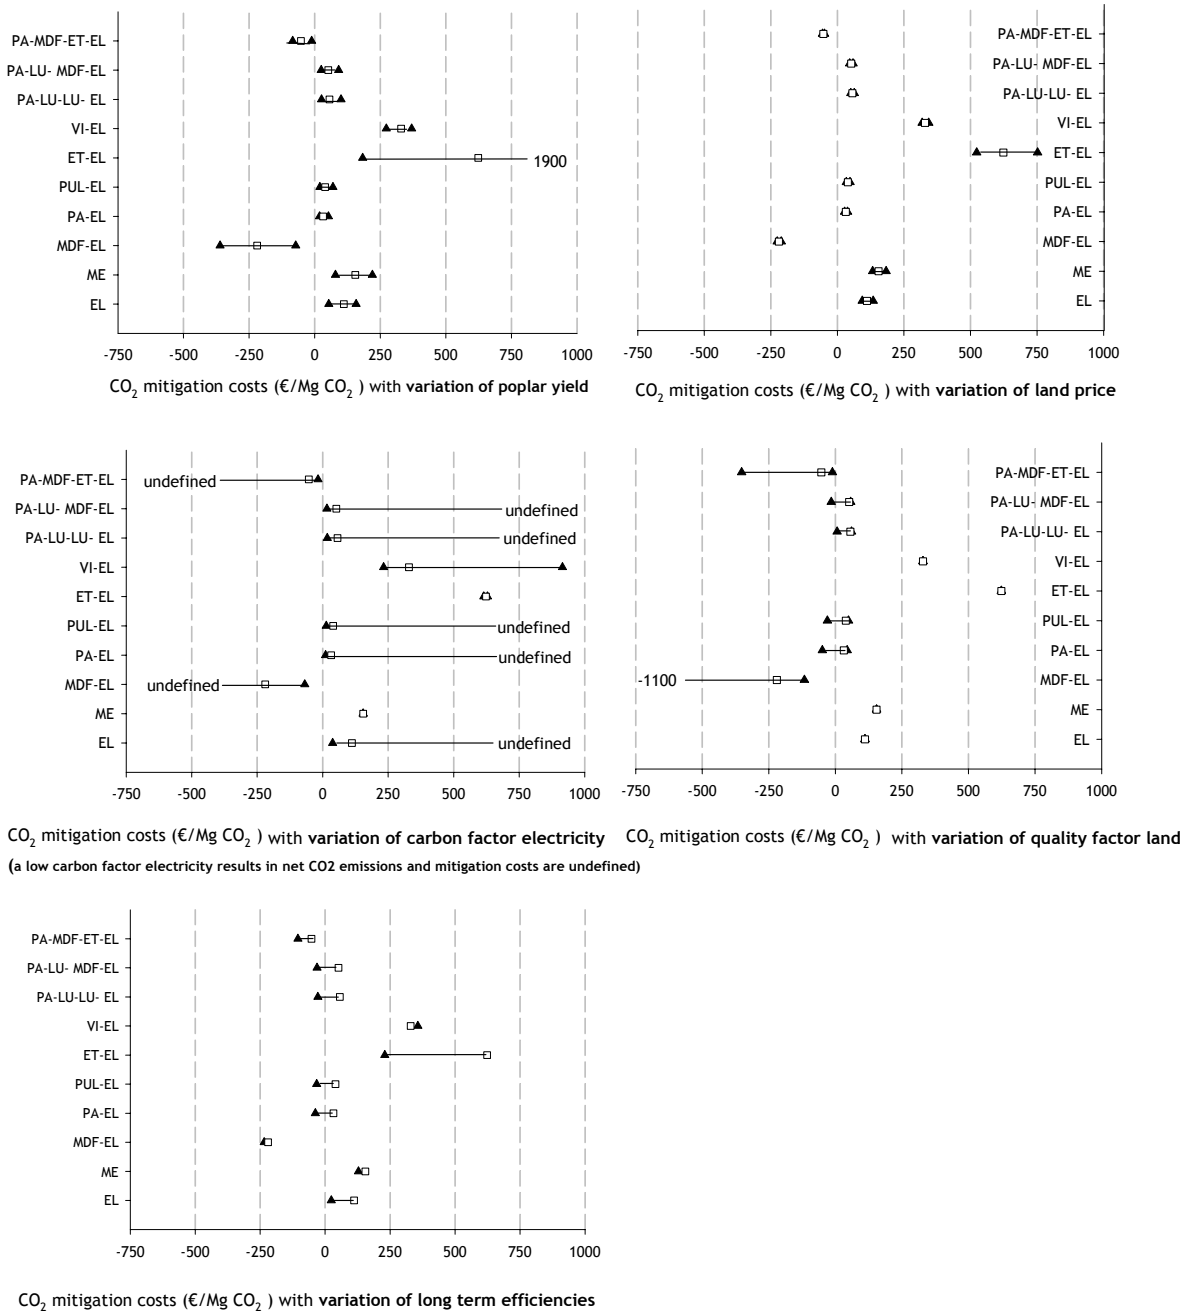 PA-MDF-ET-EL
PA-LU- MDF-EL
PA-LU-LU- EL
VI-EL
ET-EL
1900
PUL-EL
PA-EL
MDF-EL
ME
EL
-750 -500 -250 0 250 500 750 1000
CO2 mitigation costs (€/Mg CO2 ) with variation of poplar yield
PA-MDF-ET-EL
PA-LU- MDF-EL
PA-LU-LU- EL
VI-EL
ET-EL
PUL-EL
PA-EL
MDF-EL
ME
EL
-750 -500 -250 0 250 500 750 1000
CO2 mitigation costs (€/Mg CO2 ) with variation of land price
PA-MDF-ET-EL undefined
PA-LU- MDF-EL undefined
PA-LU-LU- EL undefined
VI-EL
ET-EL
PUL-EL undefined
PA-EL undefined
MDF-EL undefined
ME
EL undefined
-750 -500 -250 0 250 500 750 1000
CO2 mitigation costs (€/Mg CO2 ) with variation of carbon factor electricity
(a low carbon factor electricity results in net CO2 emissions and mitigation costs are undefined)
PA-MDF-ET-EL
PA-LU- MDF-EL
PA-LU-LU- EL
VI-EL
ET-EL
PUL-EL
PA-EL
-1100 MDF-EL
ME
EL
-750 -500 -250 0 250 500 750 1000
CO2 mitigation costs (€/Mg CO2 ) with variation of quality factor land
PA-MDF-ET-EL
PA-LU- MDF-EL
PA-LU-LU- EL
VI-EL
ET-EL
PUL-EL
PA-EL
MDF-EL
ME
EL
-750 -500 -250 0 250 500 750 1000
CO2 mitigation costs (€/Mg CO2 ) with variation of long term efficiencies